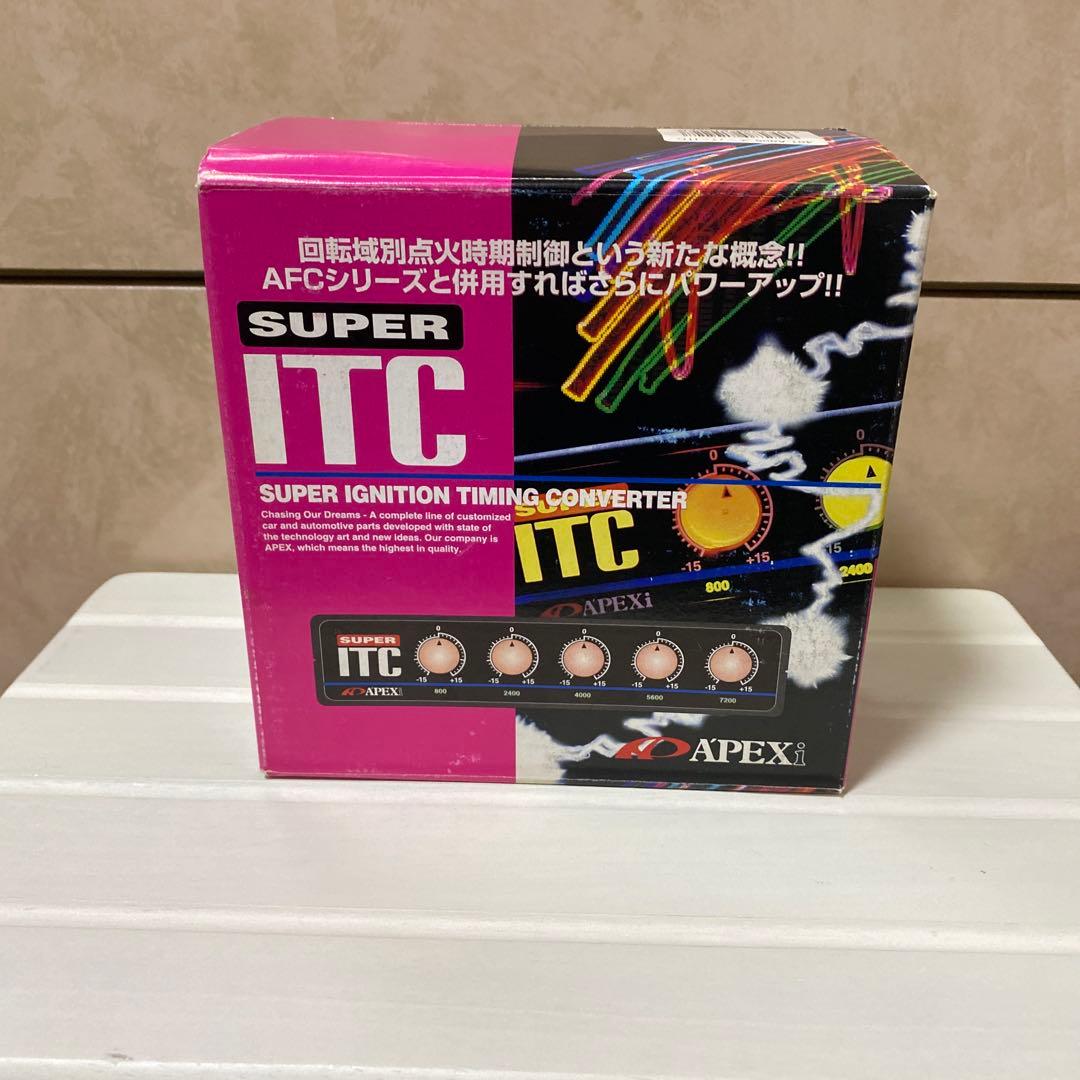 回転域別点火時期制御という新たな概念!!
AFCシリーズと併用すればさらにパワーアップ!!
SUPER
ITC
SUPER IGNITION TIMING CONVERTER
Chasing Our Dreams - A complete line of customized
car and automotive parts developed with state of
the technology art and new ideas. Our company is
APEX, which means the highest in quality.
SUPER
ITC
APEXi
0
-15 +15
800
0
15
2400
SUPER
ITC
APEXi
0 0 0 0 0
-15 +15 -15 +15 -15 +15 -15 +15 -15 +15
800 2400 4000 5600 7200
A'PEXi